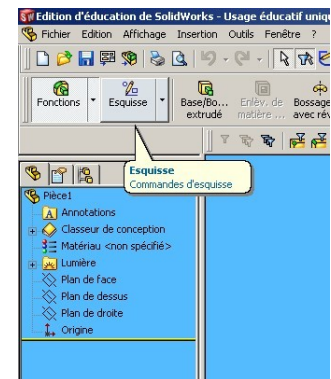 Edition d'éducation de SolidWorks - Usage éducatif uniq
Fichier Edition Affichage Insertion Outils Fenêtre ?
Fonctions Esquisse Base/Bo... extrudé Enlèv. de matière ... Bossage avec rév
Esquisse
Commandes d'esquisse
Pièce1
Annotations
Classeur de conception
Matériau <non spécifié>
Lumière
Plan de face
Plan de dessus
Plan de droite
Origine